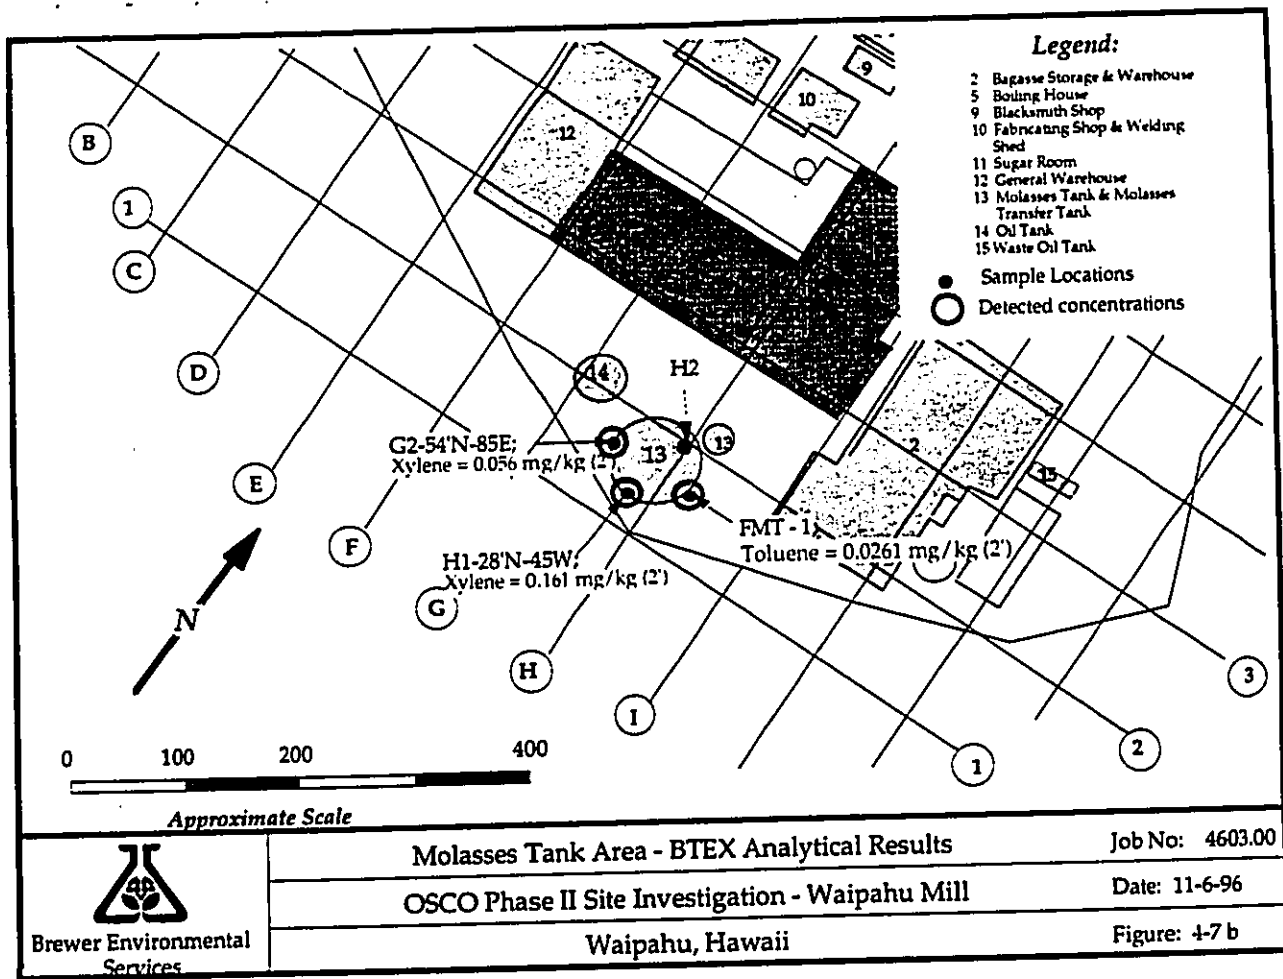 Legend:
2 Bagasse Storage & Warehouse
5 Boiling House
9 Blacksmith Shop
10 Fabricating Shop & Welding
Shed
11 Sugar Room
12 General Warehouse
13 Molasses Tank & Molasses
Transfer Tank
14 Oil Tank
15 Waste Oil Tank
Sample Locations
Detected concentrations
9
10
12
B
1
C
D
E
F
G
H
I
14
H2
13
13
2
15
G2-54'N-85E;
Xylene = 0.056 mg/kg (2')
FMT - 1;
Toluene = 0.0261 mg/kg (2')
H1-28'N-45W;
Xylene = 0.161 mg/kg (2')
N
3
2
1
0 100 200 400
Approximate Scale
Brewer Environmental
Services
Molasses Tank Area - BTEX Analytical Results
Job No: 4603.00
OSCO Phase II Site Investigation - Waipahu Mill
Date: 11-6-96
Waipahu, Hawaii
Figure: 4-7 b